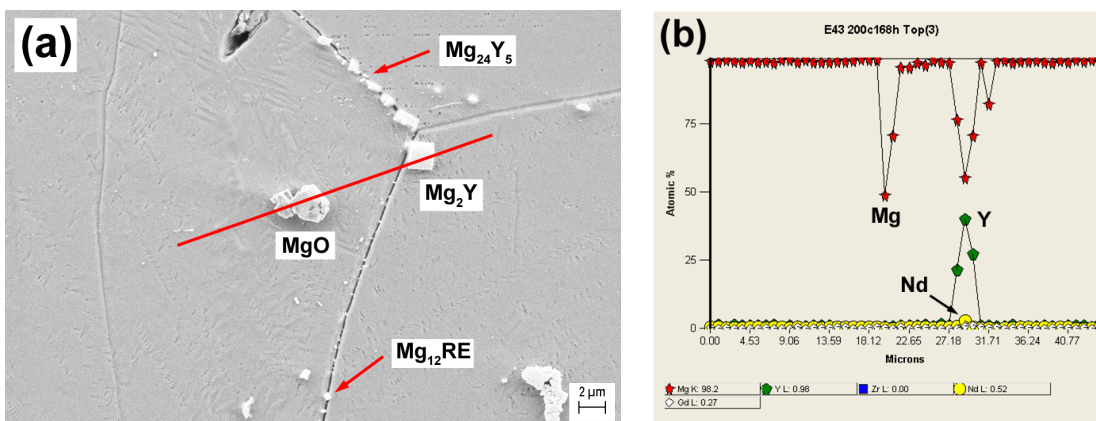 (a)
Mg24Y5
Mg2Y
MgO
Mg12RE
2 µm
(b)
E43 200c168h Top(3)
Atomic %
75
50
25
0
Mg
Y
Nd
0.00 4.53 9.06 13.59 18.12 22.65 27.18 31.71 36.24 40.77
Microns
Mg K: 98.2 Y L: 0.98 Zr L: 0.00 Nd L: 0.52
Gd L: 0.27